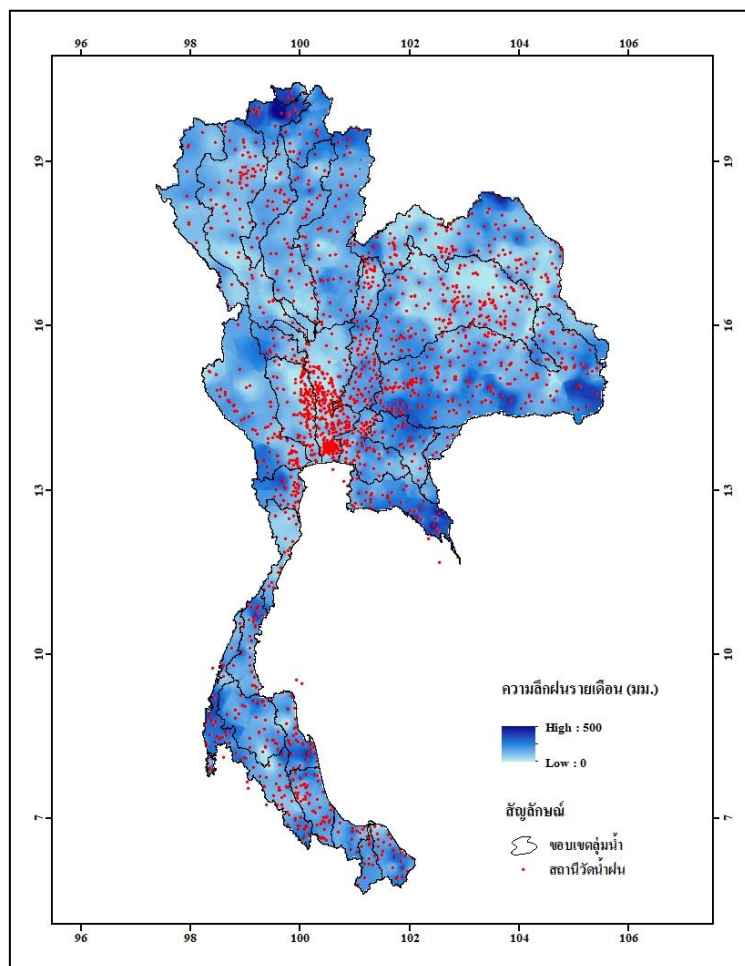 96 98 100 102 104 106
19 19
16 16
13 13
10 10
ความลึกฝนรายเดือน (มม.)
High : 500
Low : 0
7 7
สัญลักษณ์
ขอบเขตลุ่มน้ำ
สถานีวัดน้ำฝน
96 98 100 102 104 106